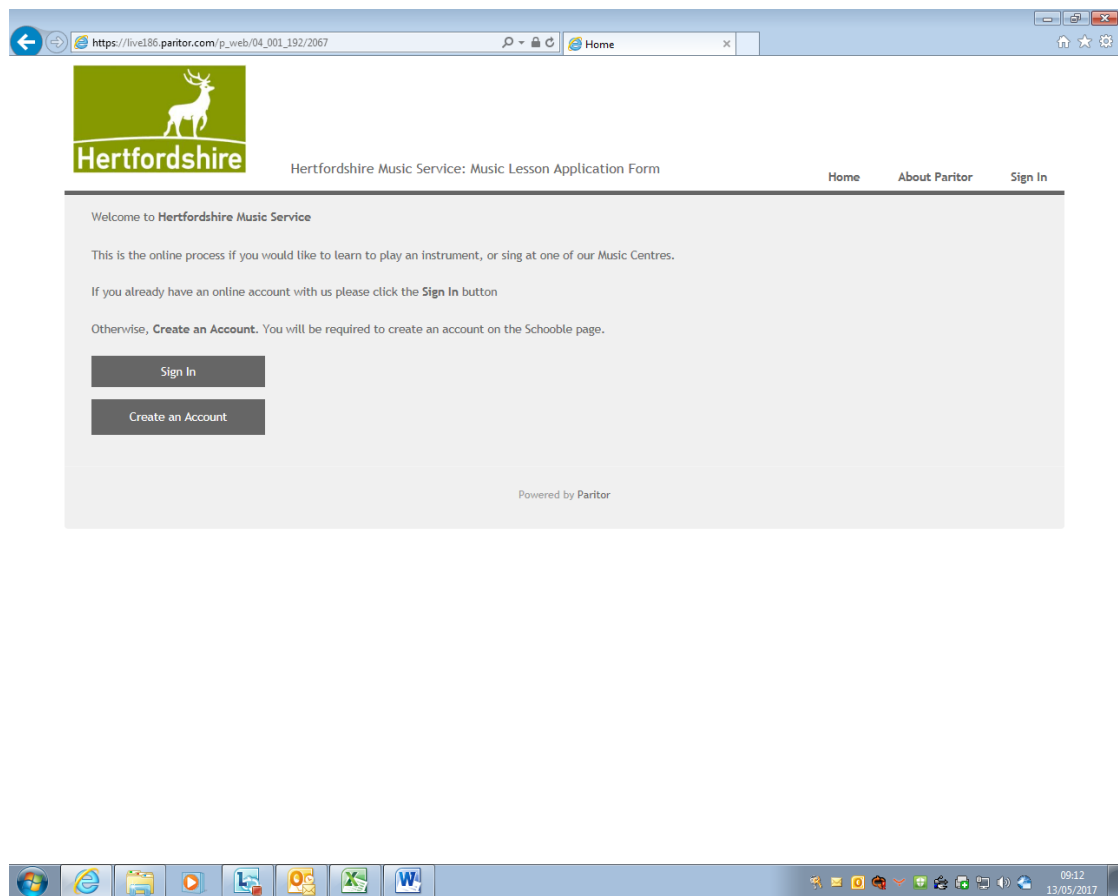 https://live186.paritor.com/p_web/04_001_192/2067
Home
Hertfordshire
Hertfordshire Music Service: Music Lesson Application Form
Home About Paritor Sign In
Welcome to Hertfordshire Music Service
This is the online process if you would like to learn to play an instrument, or sing at one of our Music Centres.
If you already have an online account with us please click the Sign In button
Otherwise, Create an Account. You will be required to create an account on the Schooble page.
Sign In
Create an Account
Powered by Paritor
09:12
13/05/2017